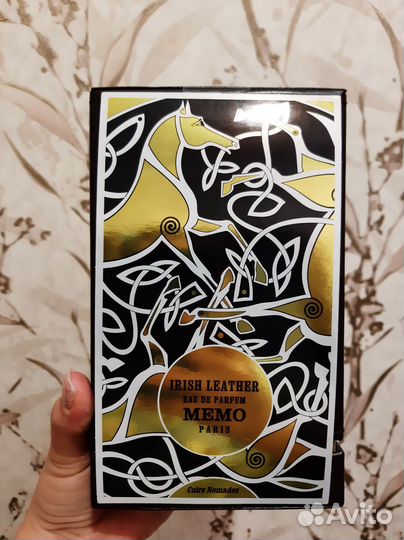 IRISH LEATHER
EAU DE PARFUM
MEMO
PARIS
Cuirs Nomades
Avito